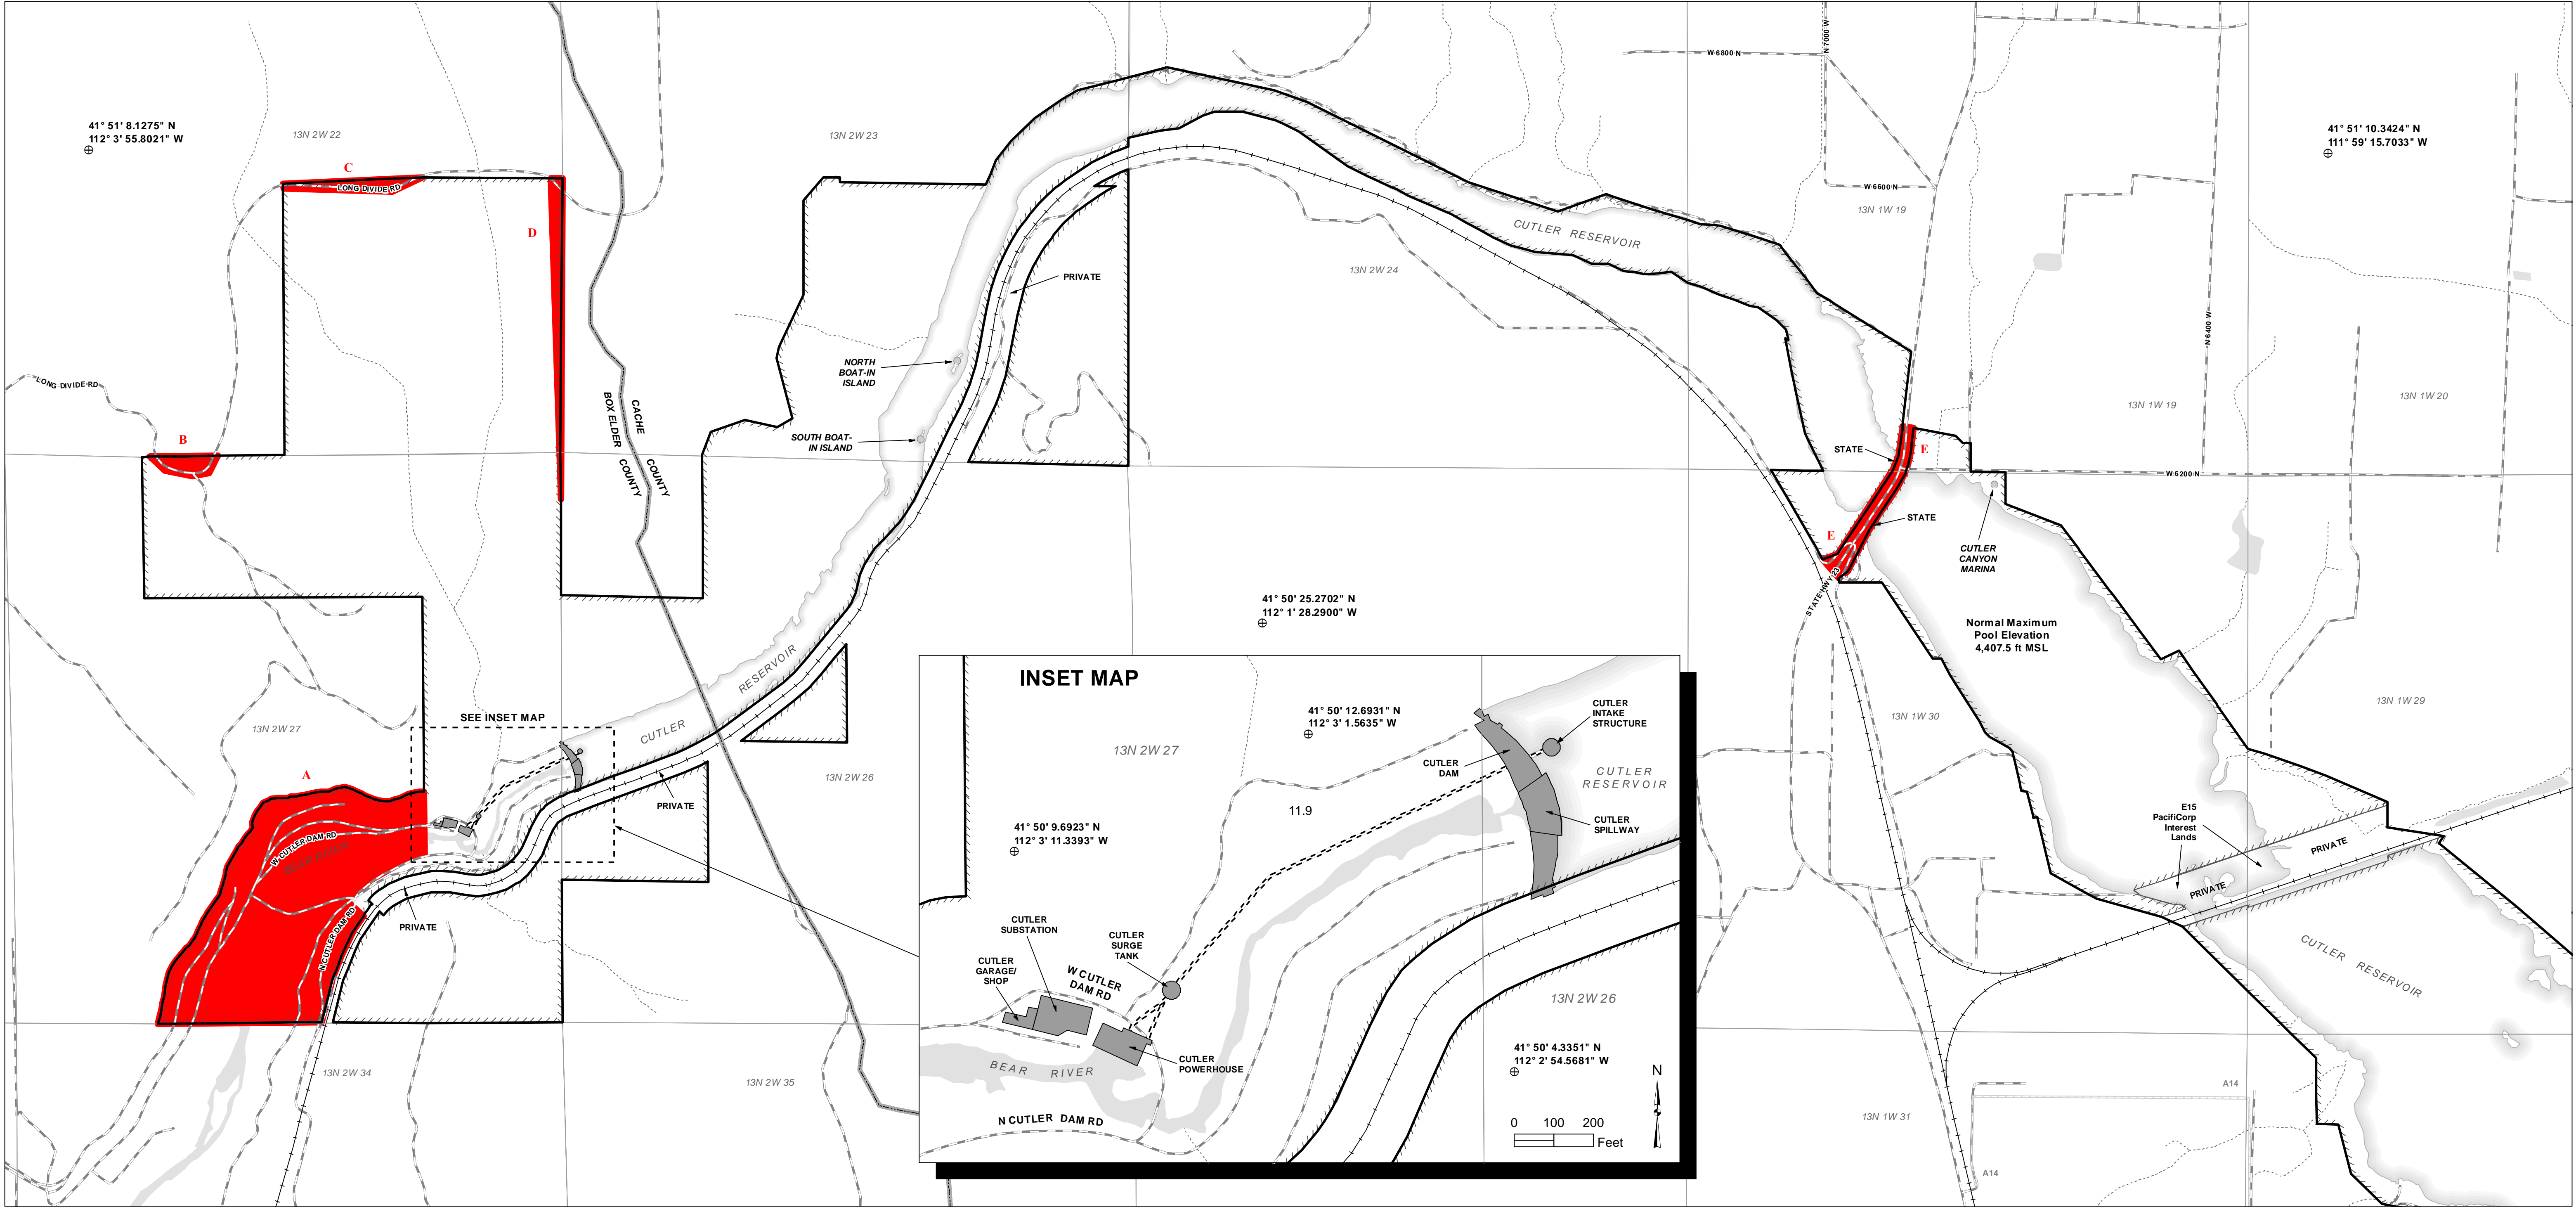 W 6800 N
N 7000 W
41° 51' 8.1275" N
112° 3' 55.8021" W
13N 2W 22
13N 2W 23
41° 51' 10.3424" N
111° 59' 15.7033" W
C
LONG DIVIDE RD
W 6600 N
13N 1W 19
D
CUTLER RESERVOIR
PRIVATE
13N 2W 24
N 6400 W
NORTH
BOAT-IN
ISLAND
LONG DIVIDE RD
CACHE
COUNTY
BOX ELDER
COUNTY
13N 1W 19
13N 1W 20
B
SOUTH BOAT-
IN ISLAND
STATE
E
W 6200 N
STATE
E
CUTLER
CANYON
MARINA
STATE HWY 23
41° 50' 25.2702" N
112° 1' 28.2900" W
Normal Maximum
Pool Elevation
4,407.5 ft MSL
RESERVOIR
CUTLER
SEE INSET MAP
13N 2W 27
13N 1W 30
13N 1W 29
A
13N 2W 26
PRIVATE
W CUTLER DAM RD
BEAR RIVER
N CUTLER DAM RD
PRIVATE
E15
PacifiCorp
Interest
Lands
PRIVATE
PRIVATE
CUTLER RESERVOIR
13N 2W 34
13N 2W 35
13N 1W 31
A14
A14
INSET MAP
41° 50' 12.6931" N
112° 3' 1.5635" W
CUTLER
INTAKE
STRUCTURE
13N 2W 27
CUTLER
DAM
CUTLER
RESERVOIR
11.9
CUTLER
SPILLWAY
41° 50' 9.6923" N
112° 3' 11.3393" W
CUTLER
SUBSTATION
CUTLER
SURGE
TANK
CUTLER
GARAGE/
SHOP
W CUTLER
DAM RD
13N 2W 26
CUTLER
POWERHOUSE
BEAR RIVER
41° 50' 4.3351" N
112° 2' 54.5681" W
N
N CUTLER DAM RD
0 100 200
Feet